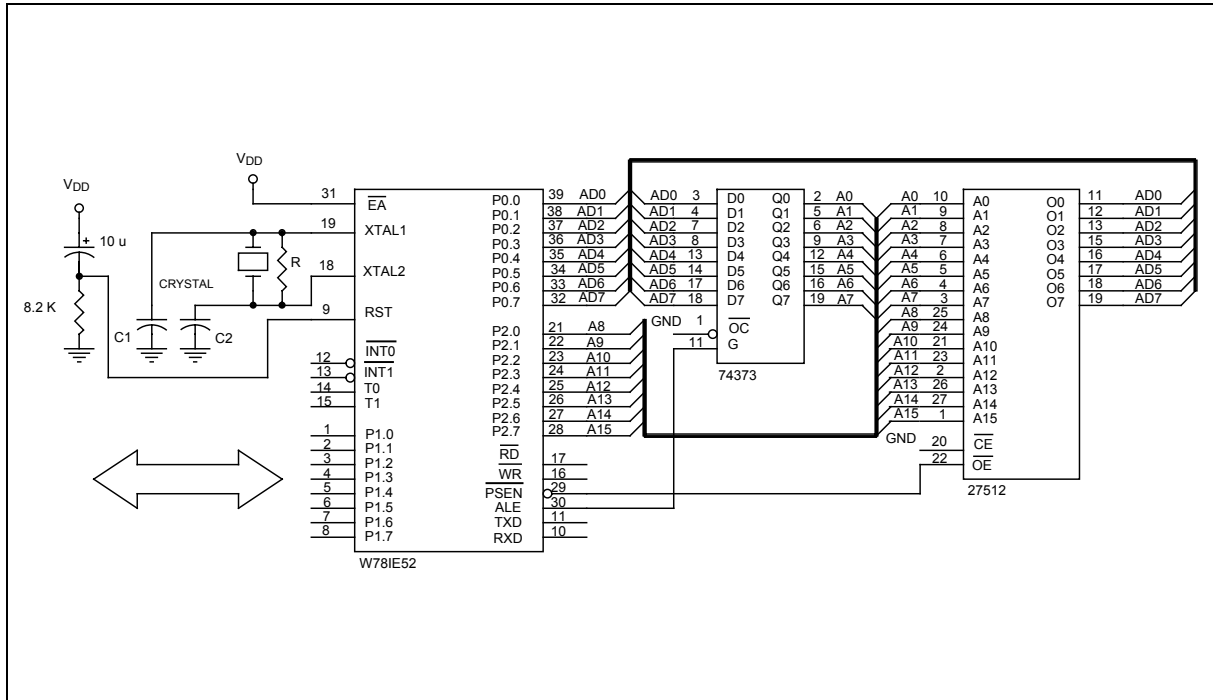 VDD
VDD
10 u
8.2 K
C1
C2
CRYSTAL
R
31 EA
19 XTAL1
18 XTAL2
9 RST
12 INT0
13 INT1
14 T0
15 T1
1 P1.0
2 P1.1
3 P1.2
4 P1.3
5 P1.4
6 P1.5
7 P1.6
8 P1.7
P0.0 39 AD0
P0.1 38 AD1
P0.2 37 AD2
P0.3 36 AD3
P0.4 35 AD4
P0.5 34 AD5
P0.6 33 AD6
P0.7 32 AD7
P2.0 21 A8
P2.1 22 A9
P2.2 23 A10
P2.3 24 A11
P2.4 25 A12
P2.5 26 A13
P2.6 27 A14
P2.7 28 A15
RD 17
WR 16
PSEN 29
ALE 30
TXD 11
RXD 10
W78IE52
AD0 3 D0 Q0 2 A0
AD1 4 D1 Q1 5 A1
AD2 7 D2 Q2 6 A2
AD3 8 D3 Q3 9 A3
AD4 13 D4 Q4 12 A4
AD5 14 D5 Q5 15 A5
AD6 17 D6 Q6 16 A6
AD7 18 D7 Q7 19 A7
GND 1 OC
11 G
74373
A0 10 A0 O0 11 AD0
A1 9 A1 O1 12 AD1
A2 8 A2 O2 13 AD2
A3 7 A3 O3 15 AD3
A4 6 A4 O4 16 AD4
A5 5 A5 O5 17 AD5
A6 4 A6 O6 18 AD6
A7 3 A7 O7 19 AD7
A8 25 A8
A9 24 A9
A10 21 A10
A11 23 A11
A12 2 A12
A13 26 A13
A14 27 A14
A15 1 A15
GND 20 CE
22 OE
27512